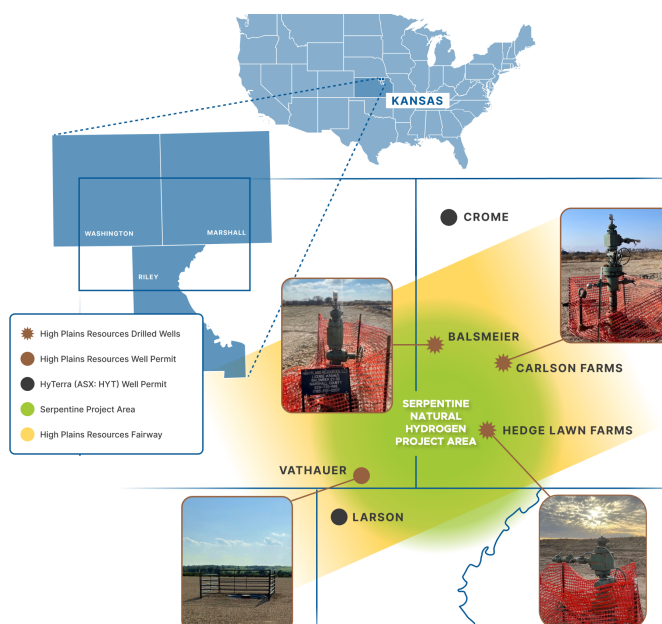 KANSAS
WASHINGTON
MARSHALL
RILEY
CROME
High Plains Resources Drilled Wells
High Plains Resources Well Permit
HyTerra (ASX: HYT) Well Permit
Serpentine Project Area
High Plains Resources Fairway
BALSMEIER
CARLSON FARMS
SERPENTINE
NATURAL
HYDROGEN
PROJECT AREA
HEDGE LAWN FARMS
VATHAUER
LARSON